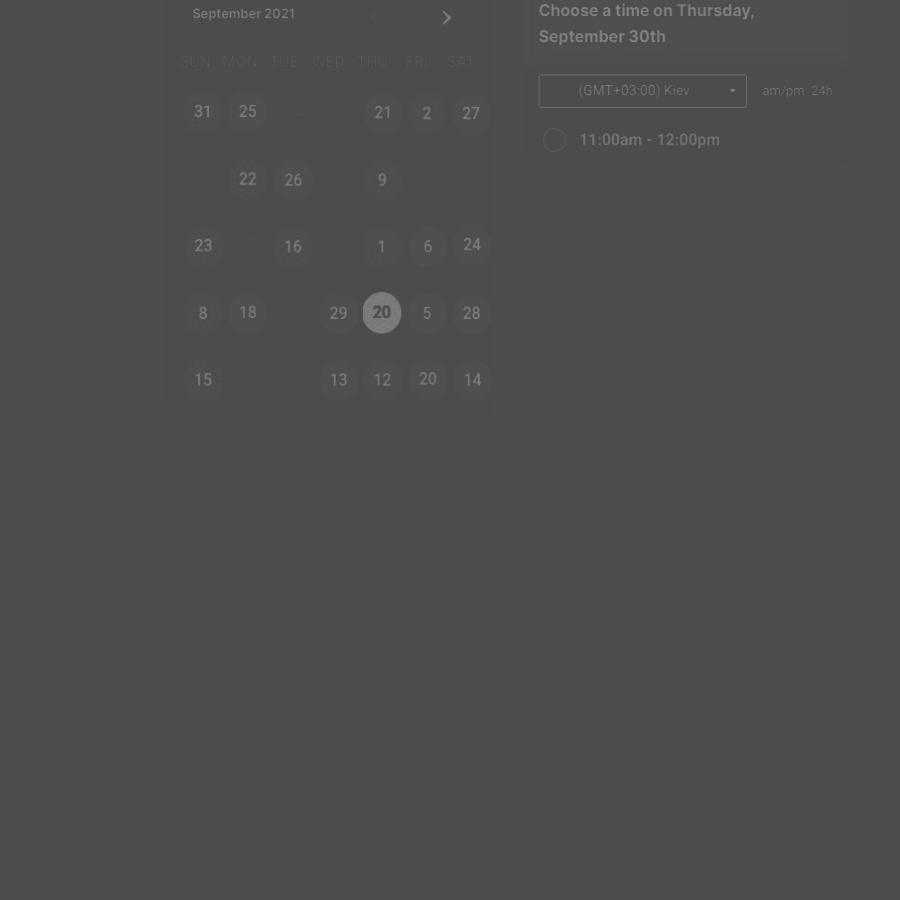 September 2021
SUN MON TUE WED THU FRI SAT
31 25 21 2 27
22 26 9
23 16 1 6 24
8 18 29 20 5 28
15 13 12 20 14
Choose a time on Thursday,
September 30th
(GMT+03:00) Kiev am/pm 24h
11:00am - 12:00pm